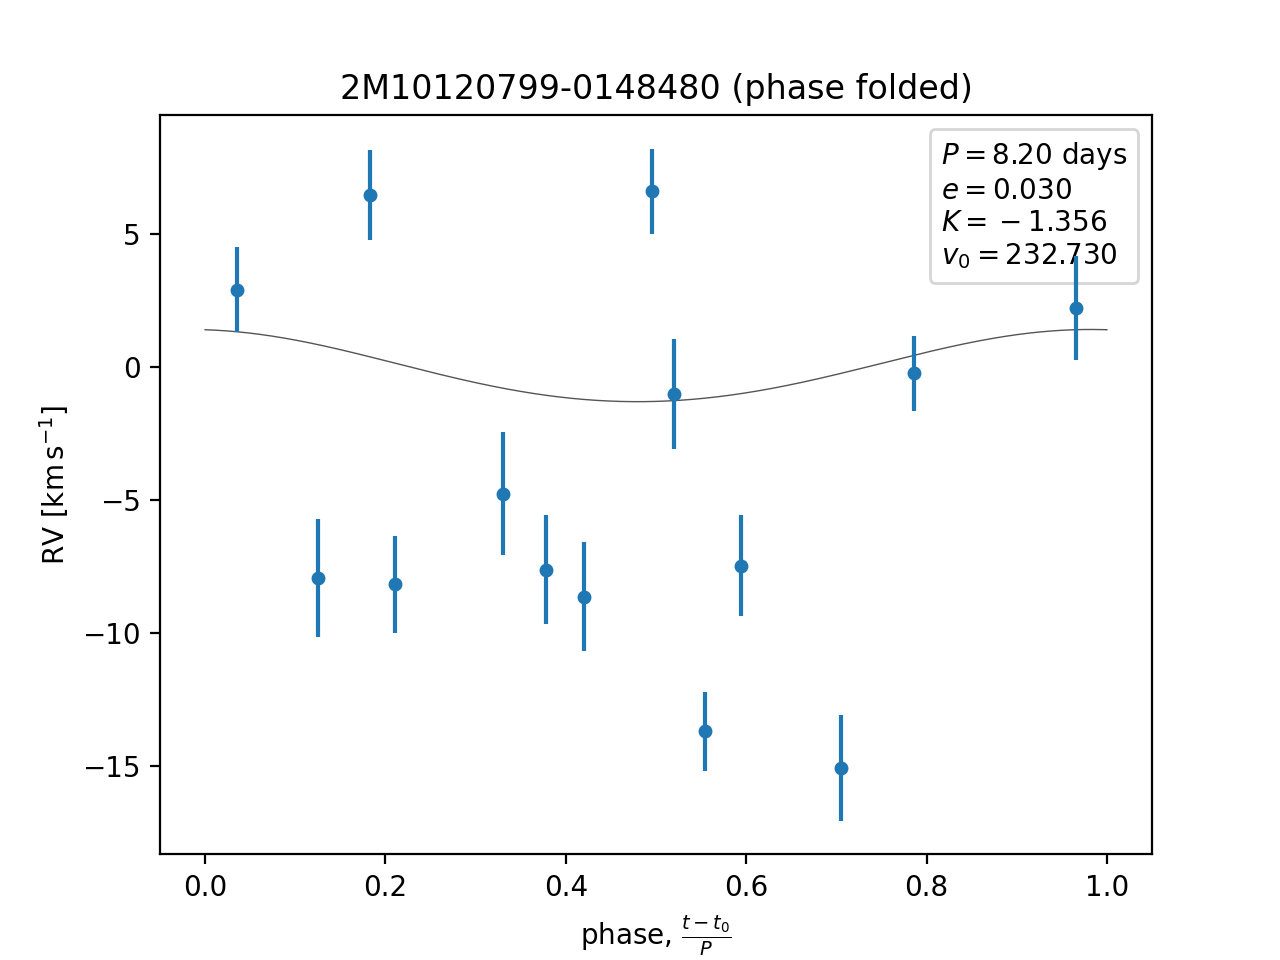 2M10120799-0148480 (phase folded)
P = 8.20 days
e = 0.030
K = −1.356
v₀ = 232.730
5
0
−5
−10
−15
RV [km s⁻¹]
0.0 0.2 0.4 0.6 0.8 1.0
phase, (t − t₀)/P